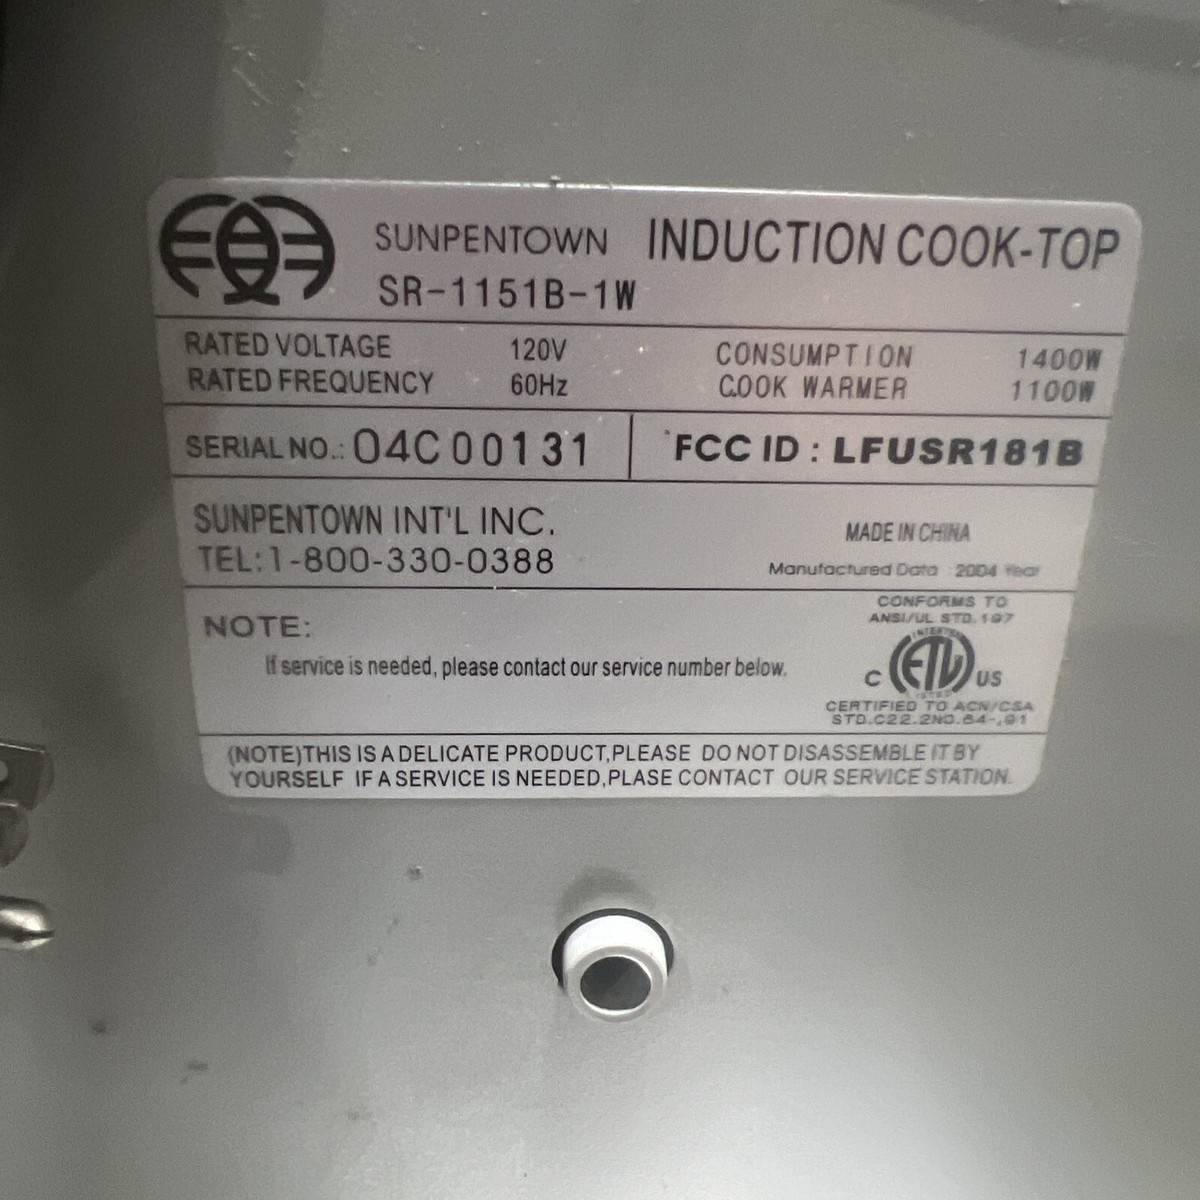 SUNPENTOWN INDUCTION COOK-TOP
SR-1151B-1W
RATED VOLTAGE 120V CONSUMPTION 1400W
RATED FREQUENCY 60Hz COOK WARMER 1100W
SERIAL NO.: 04C00131 FCC ID : LFUSR181B
SUNPENTOWN INT'L INC.
MADE IN CHINA
TEL:1-800-330-0388
Manufactured Data : 2004 Year
CONFORMS TO
ANSI/UL STD. 197
NOTE:
INTERTEK
If service is needed, please contact our service number below.
C ETL US
LISTED
CERTIFIED TO ACN/CSA
STD.C22.2NO.64-,91
(NOTE)THIS IS A DELICATE PRODUCT,PLEASE DO NOT DISASSEMBLE IT BY
YOURSELF IF A SERVICE IS NEEDED,PLASE CONTACT OUR SERVICE STATION.